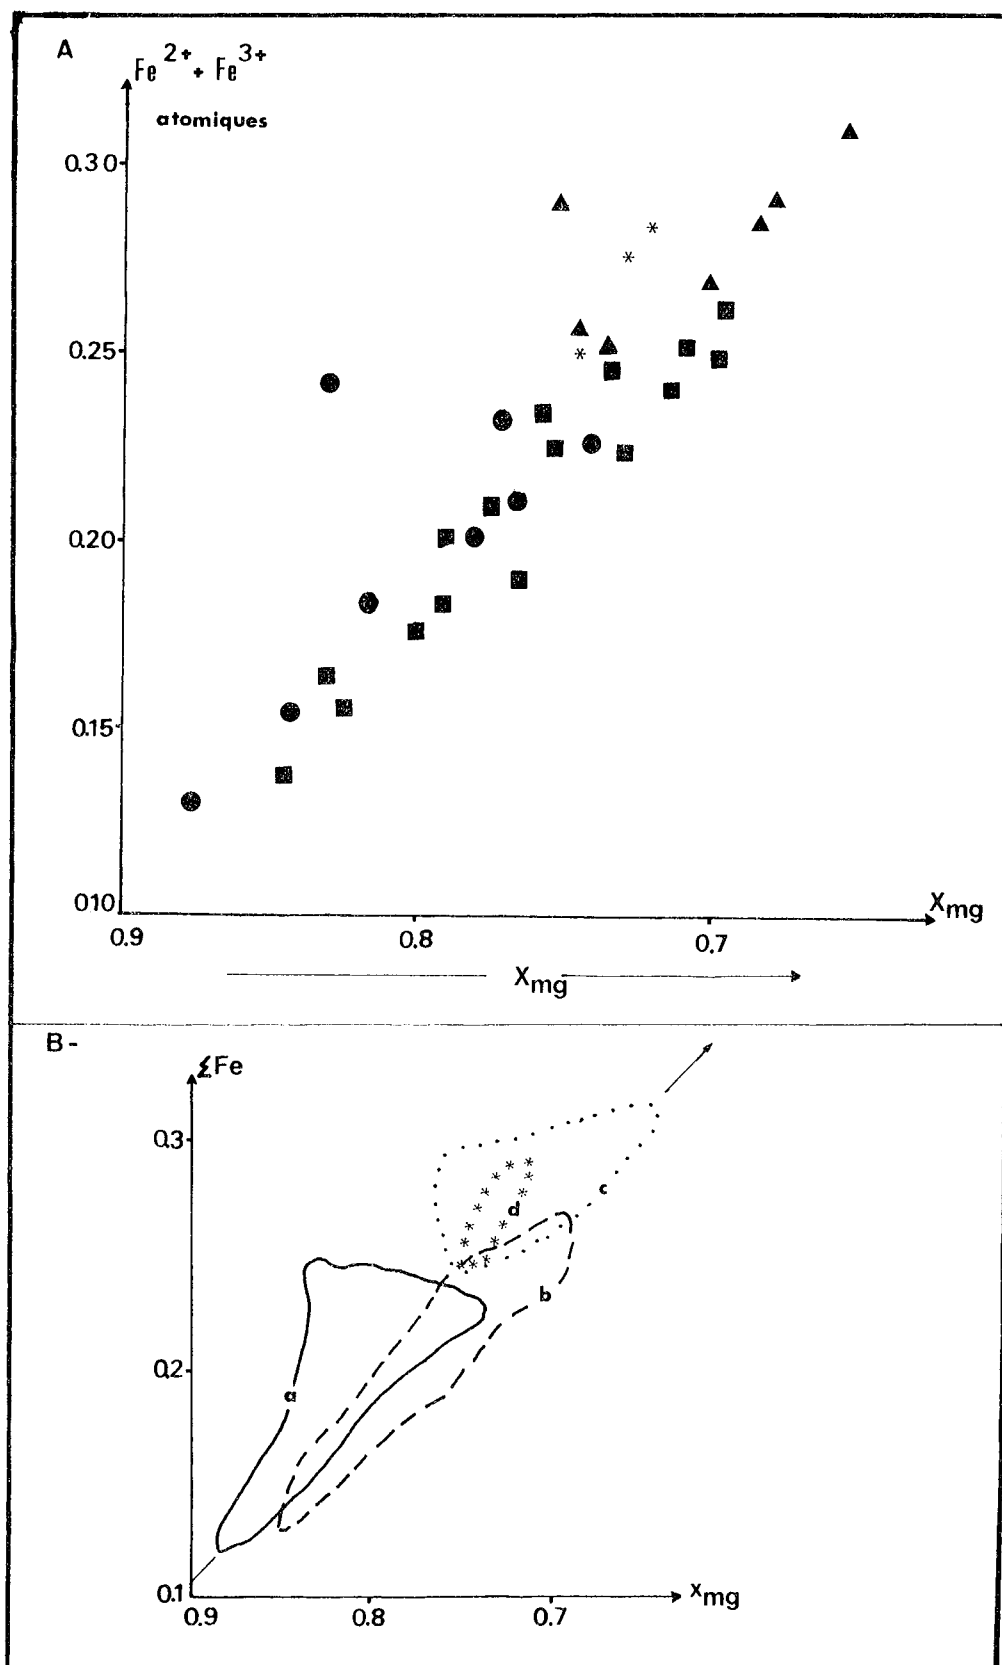 A
Fe2+ + Fe3+
atomiques
0.30
0.25
0.20
0.15
0.10
0.9 0.8 0.7
Xmg
Xmg
B -
ΣFe
0.3
0.2
0.1
a
b
c
d
0.9 0.8 0.7
xmg